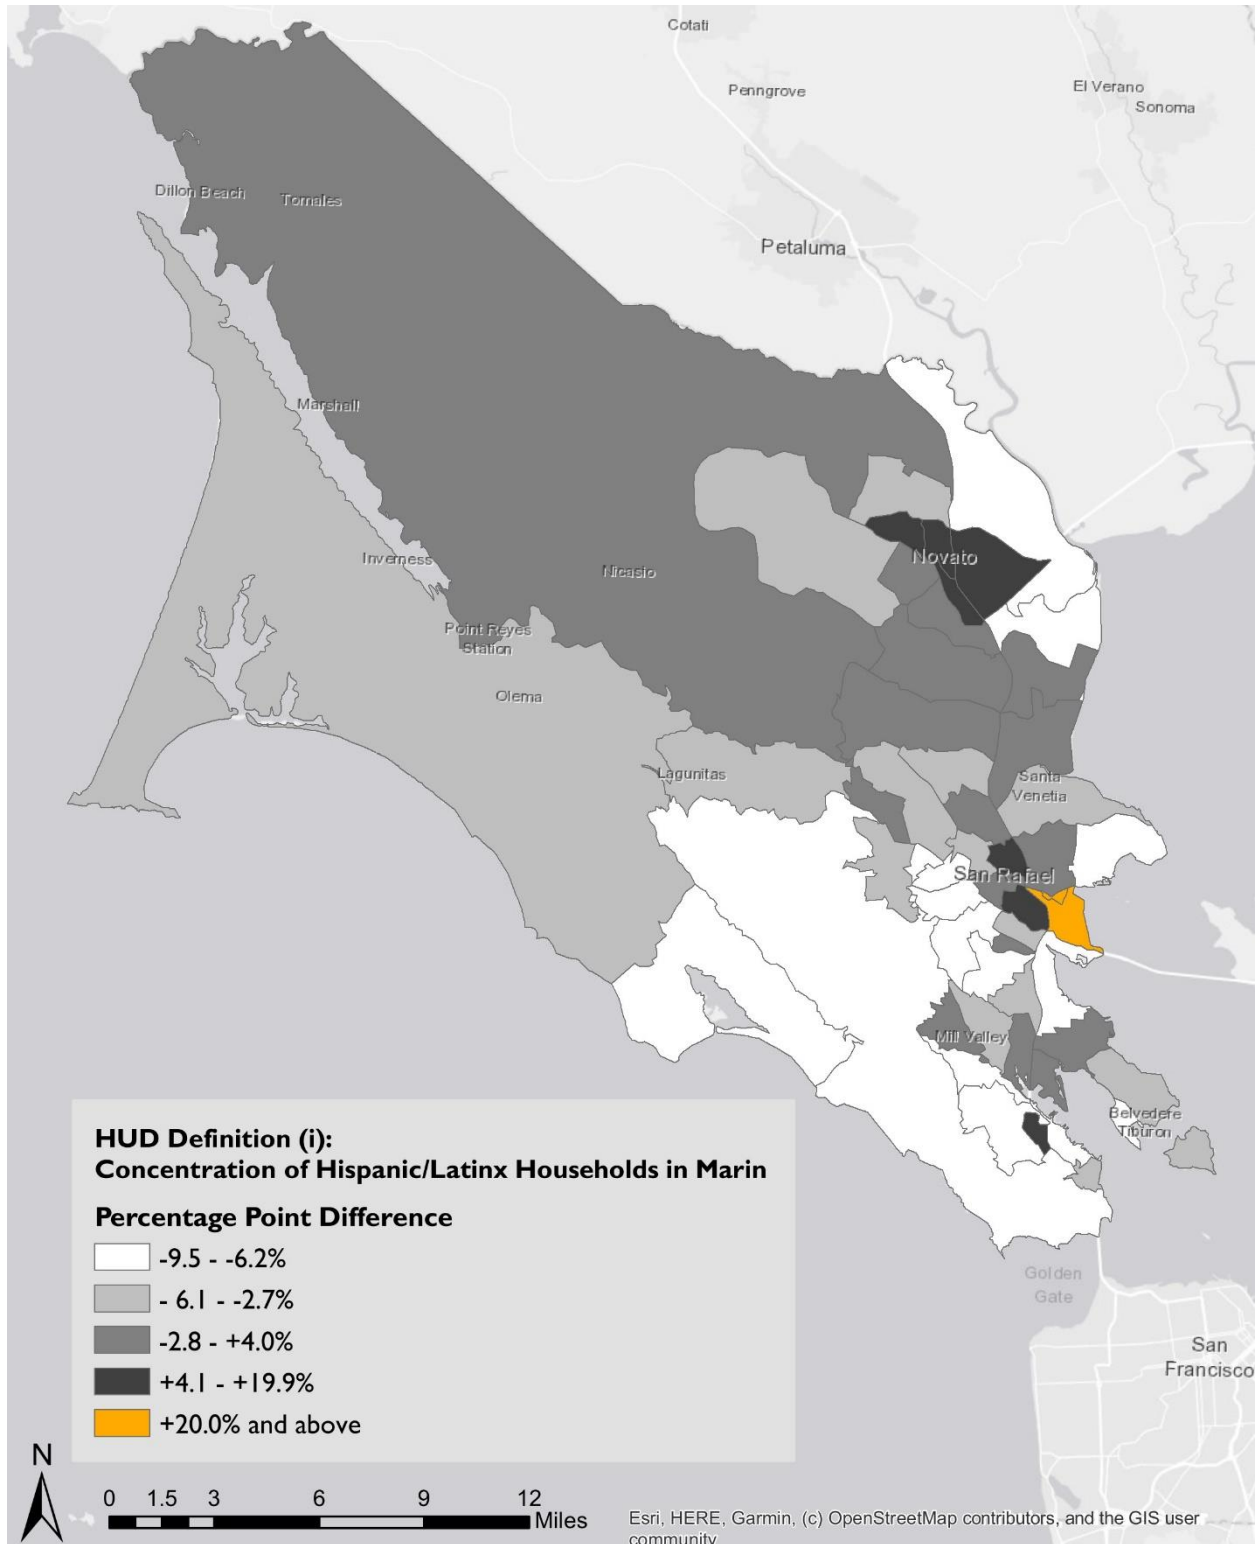 Cotati
Penngrove
El Verano
Sonoma
Dillon Beach
Tomales
Petaluma
Marshall
Novato
Inverness
Nicasio
Point Reyes
Station
Olema
Lagunitas
Santa
Venetia
San Rafael
Mill Valley
Belvedere
Tiburon
HUD Definition (i):
Concentration of Hispanic/Latinx Households in Marin
Percentage Point Difference
-9.5 - -6.2%
- 6.1 - -2.7%
-2.8 - +4.0%
+4.1 - +19.9%
+20.0% and above
Golden
Gate
San
Francisco
N
0 1.5 3 6 9 12
Miles
Esri, HERE, Garmin, (c) OpenStreetMap contributors, and the GIS user
community